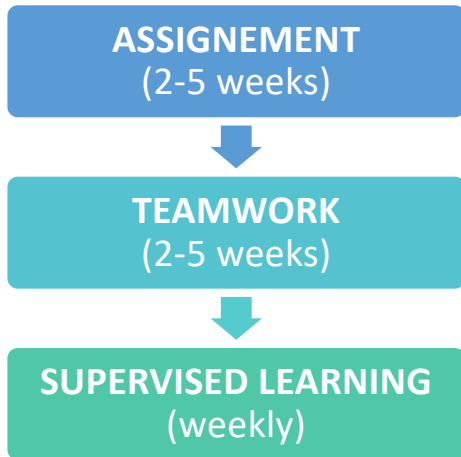 ASSIGNEMENT
(2-5 weeks)
TEAMWORK
(2-5 weeks)
SUPERVISED LEARNING
(weekly)